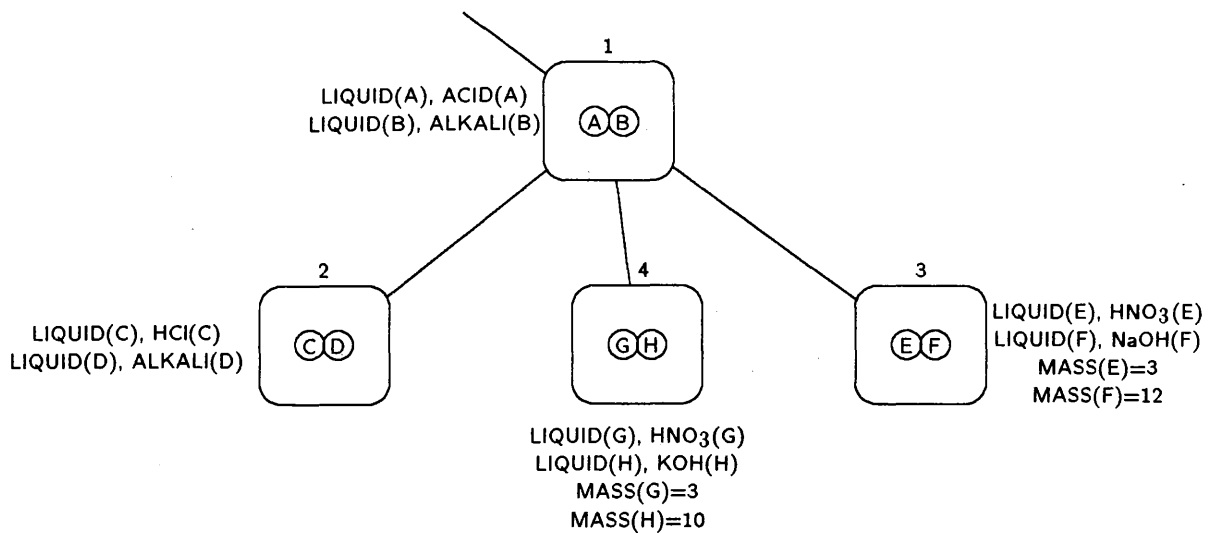 1
LIQUID(A), ACID(A)
LIQUID(B), ALKALI(B)
A B
2
LIQUID(C), HCl(C)
LIQUID(D), ALKALI(D)
C D
4
G H
LIQUID(G), HNO₃(G)
LIQUID(H), KOH(H)
MASS(G)=3
MASS(H)=10
3
E F
LIQUID(E), HNO₃(E)
LIQUID(F), NaOH(F)
MASS(E)=3
MASS(F)=12